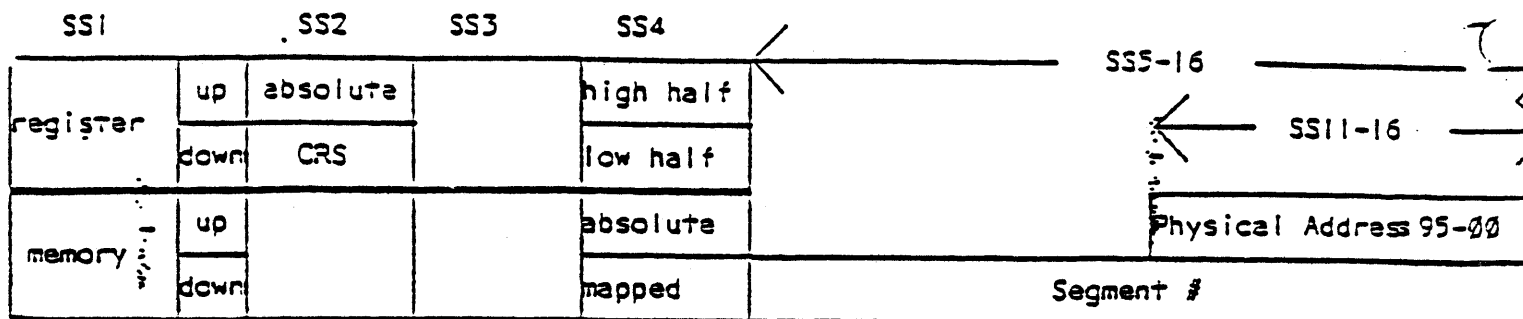 SS1 SS2 SS3 SS4
SS5-16
up absolute high half
register
SS11-16
down CRS low half
up absolute
Physical Address 95-00
memory
down mapped Segment #